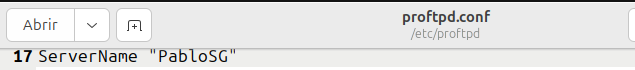 Abrir
proftpd.conf
/etc/proftpd
17 ServerName "PabloSG"